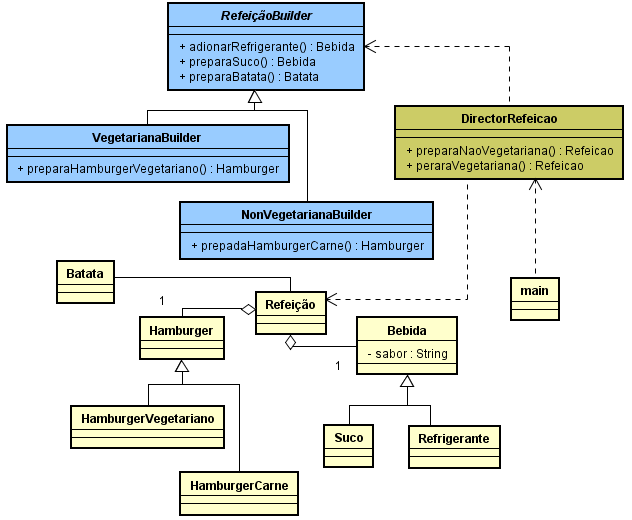 RefeiçãoBuilder
+ adionarRefrigerante() : Bebida
+ preparaSuco() : Bebida
+ preparaBatata() : Batata
DirectorRefeicao
+ preparaNaoVegetariana() : Refeicao
+ peraraVegetariana() : Refeicao
VegetarianaBuilder
+ preparaHamburgerVegetariano() : Hamburger
NonVegetarianaBuilder
+ prepadaHamburgerCarne() : Hamburger
Batata
main
1
Refeição
Hamburger
Bebida
- sabor : String
1
HamburgerVegetariano
Suco
Refrigerante
HamburgerCarne